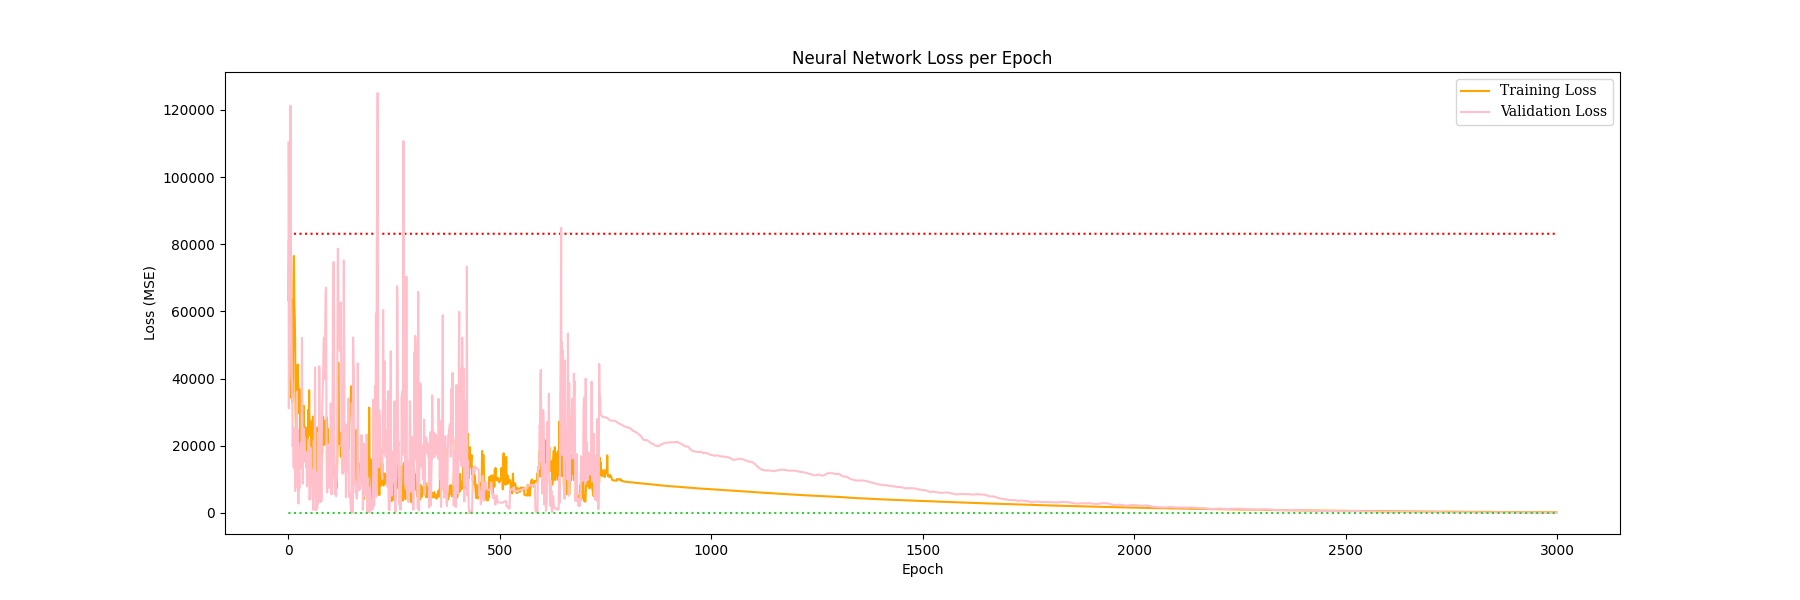 Neural Network Loss per Epoch
Training Loss
Validation Loss
120000
100000
80000
60000
40000
20000
0
Loss (MSE)
0 500 1000 1500 2000 2500 3000
Epoch